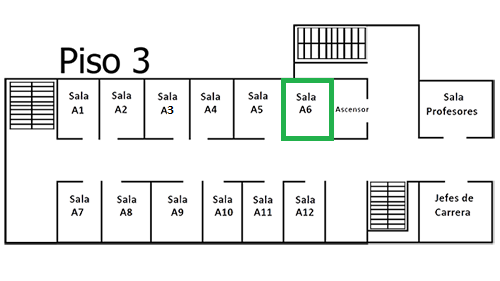 Piso 3
Sala
A1
Sala
A2
Sala
A3
Sala
A4
Sala
A5
Sala
A6
Ascensor
Sala
Profesores
Sala
A7
Sala
A8
Sala
A9
Sala
A10
Sala
A11
Sala
A12
Jefes de
Carrera